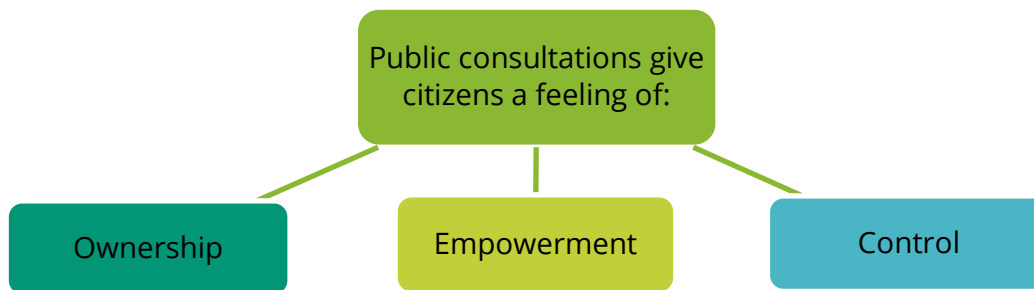 Public consultations give
citizens a feeling of:
Ownership
Empowerment
Control